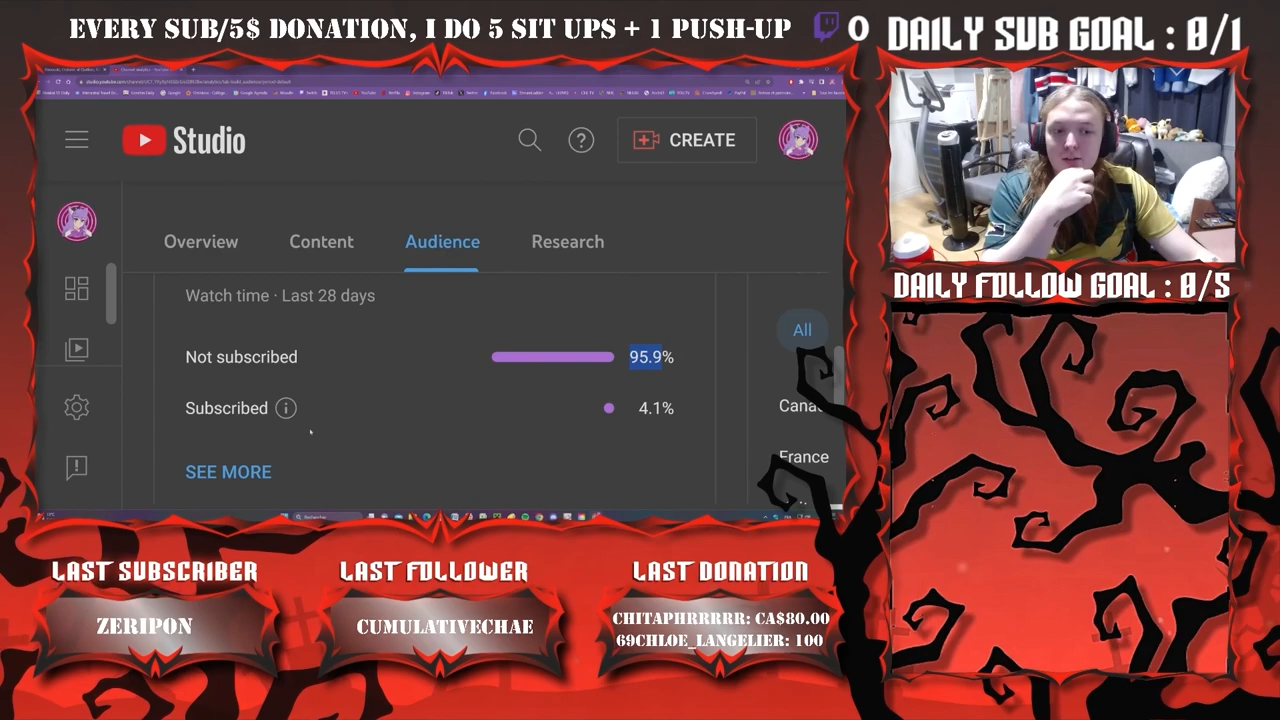 EVERY SUB/5$ DONATION, I DO 5 SIT UPS + 1 PUSH-UP
0
DAILY SUB GOAL : 0/1
Studio
CREATE
Overview
Content
Audience
Research
Watch time · Last 28 days
All
Not subscribed
95.9%
Subscribed
4.1%
France
SEE MORE
DAILY FOLLOW GOAL : 0/5
LAST SUBSCRIBER
ZERIPON
LAST FOLLOWER
CUMULATIVECHAE
LAST DONATION
CHITAPHRRRRR: CA$80.00
69CHLOE_LANGELIER: 100